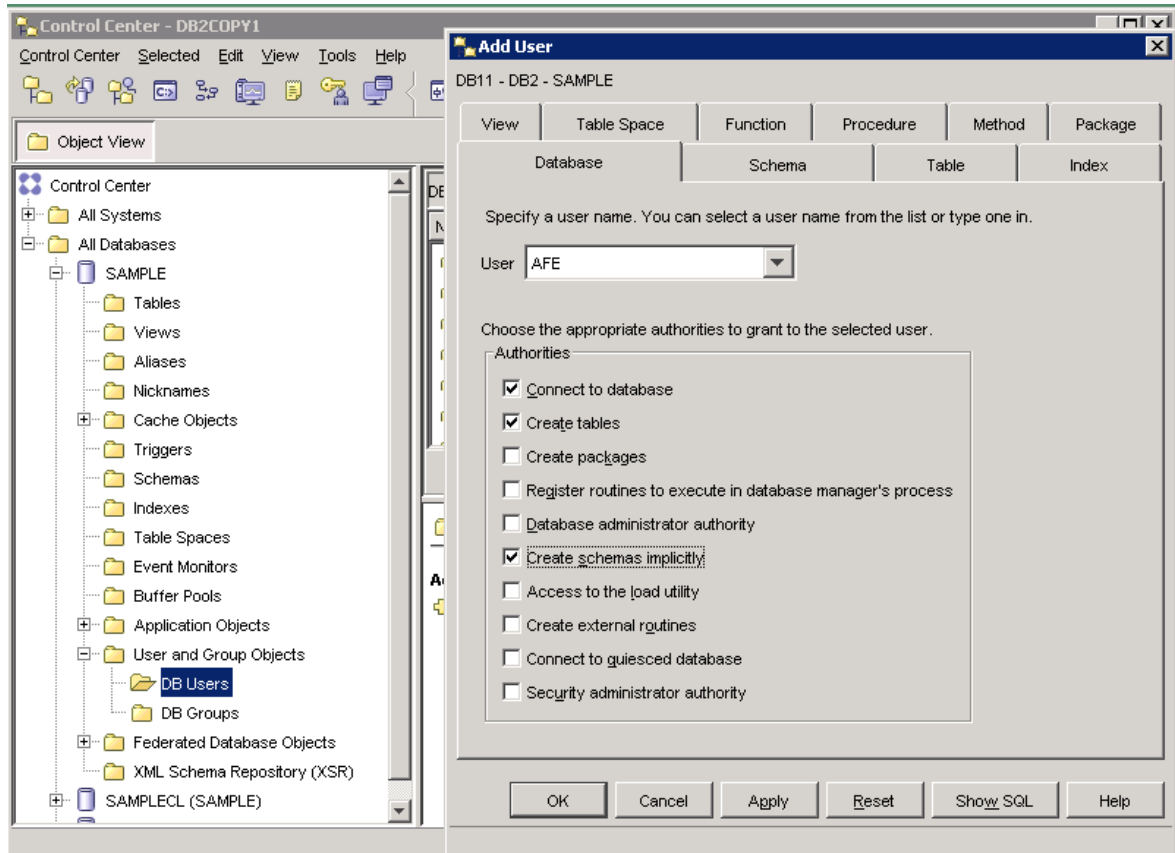 Control Center - DB2COPY1
Control Center Selected Edit View Tools Help
Object View
Control Center
All Systems
All Databases
SAMPLE
Tables
Views
Aliases
Nicknames
Cache Objects
Triggers
Schemas
Indexes
Table Spaces
Event Monitors
Buffer Pools
Application Objects
User and Group Objects
DB Users
DB Groups
Federated Database Objects
XML Schema Repository (XSR)
SAMPLECL (SAMPLE)
Add User
DB11 - DB2 - SAMPLE
View Table Space Function Procedure Method Package
Database Schema Table Index
Specify a user name. You can select a user name from the list or type one in.
User AFE
Choose the appropriate authorities to grant to the selected user.
Authorities
Connect to database
Create tables
Create packages
Register routines to execute in database manager's process
Database administrator authority
Create schemas implicitly
Access to the load utility
Create external routines
Connect to quiesced database
Security administrator authority
OK Cancel Apply Reset Show SQL Help